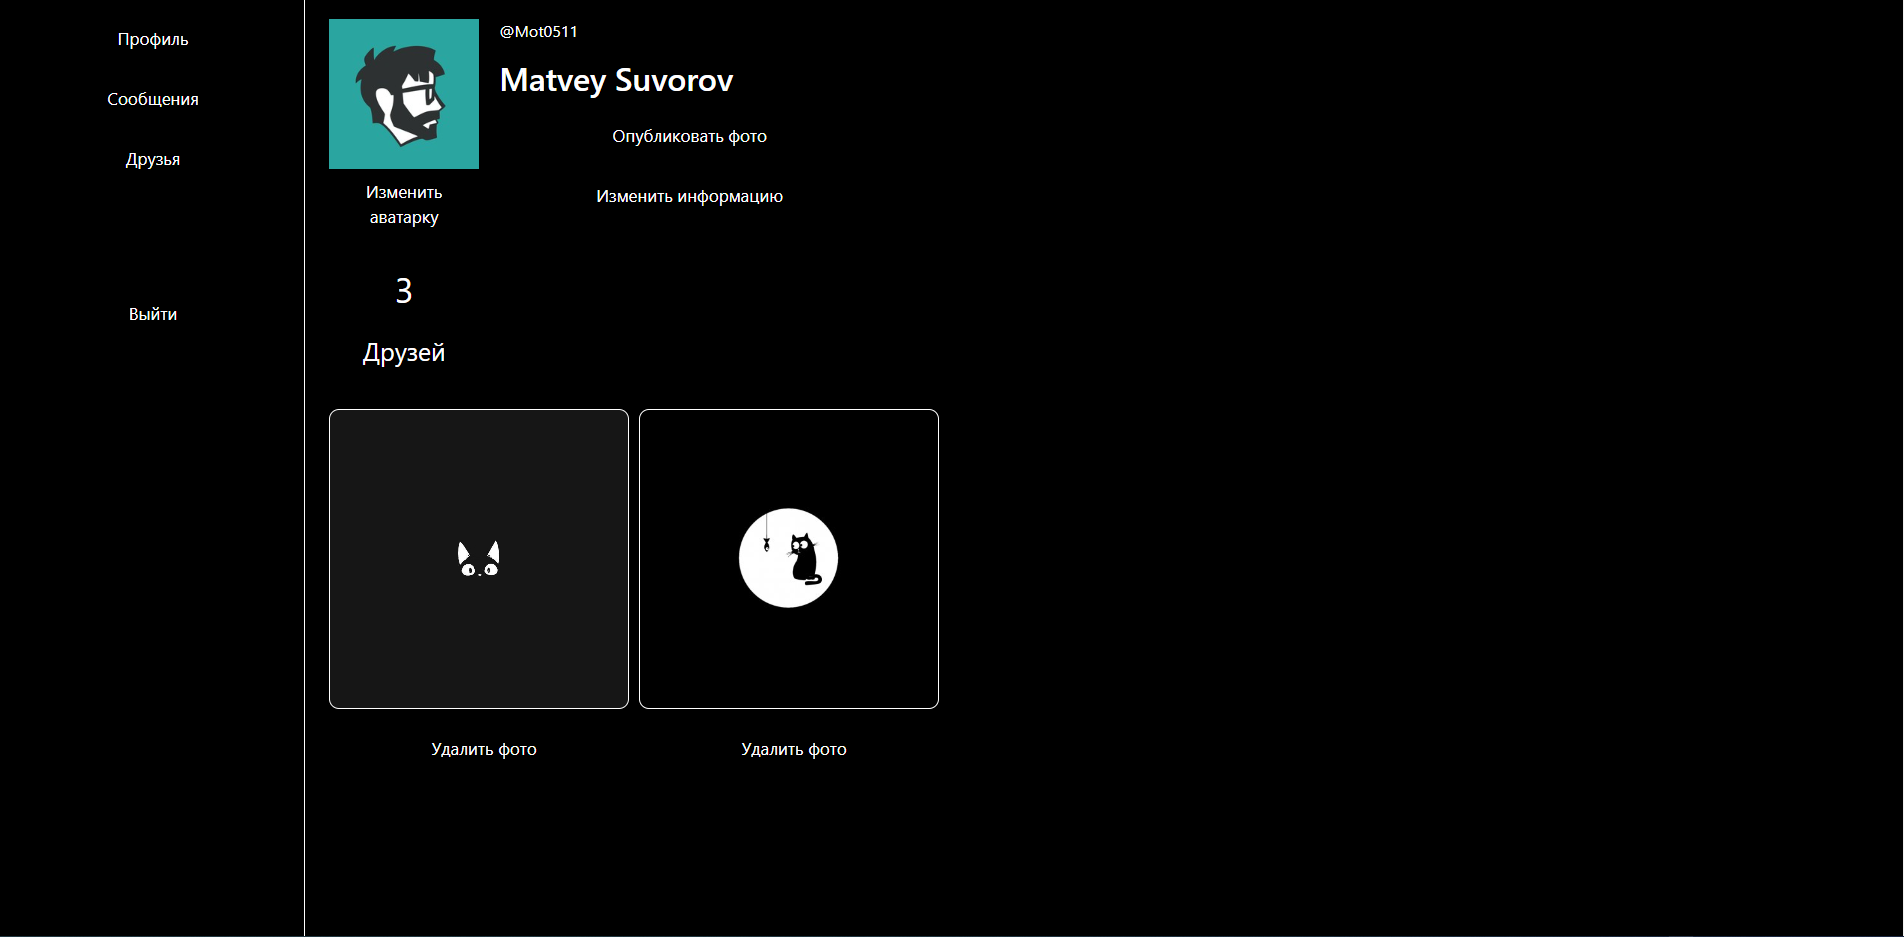 Профиль
Сообщения
Друзья
Выйти
@Mot0511
Matvey Suvorov
Опубликовать фото
Изменить информацию
Изменить
аватарку
3
Друзей
Удалить фото
Удалить фото